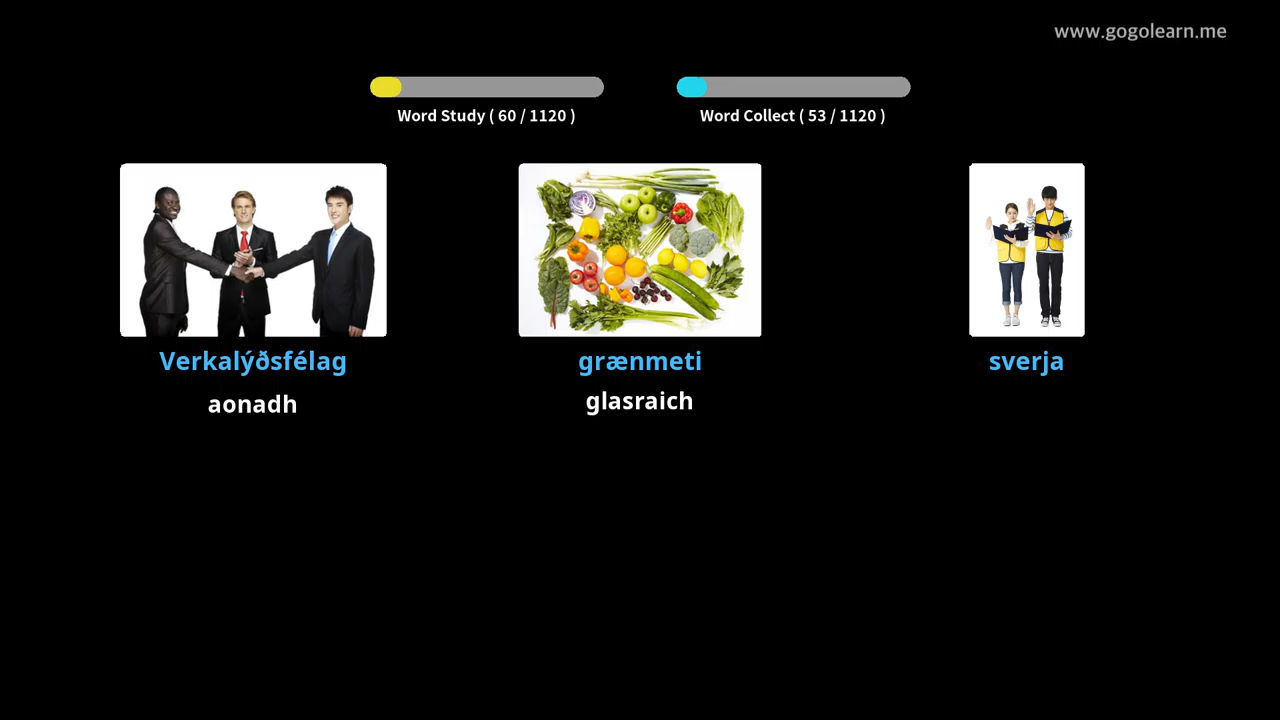 www.gogolearn.me
Word Study ( 60 / 1120 )
Word Collect ( 53 / 1120 )
Verkalýðsfélag
aonadh
grænmeti
glasraich
sverja